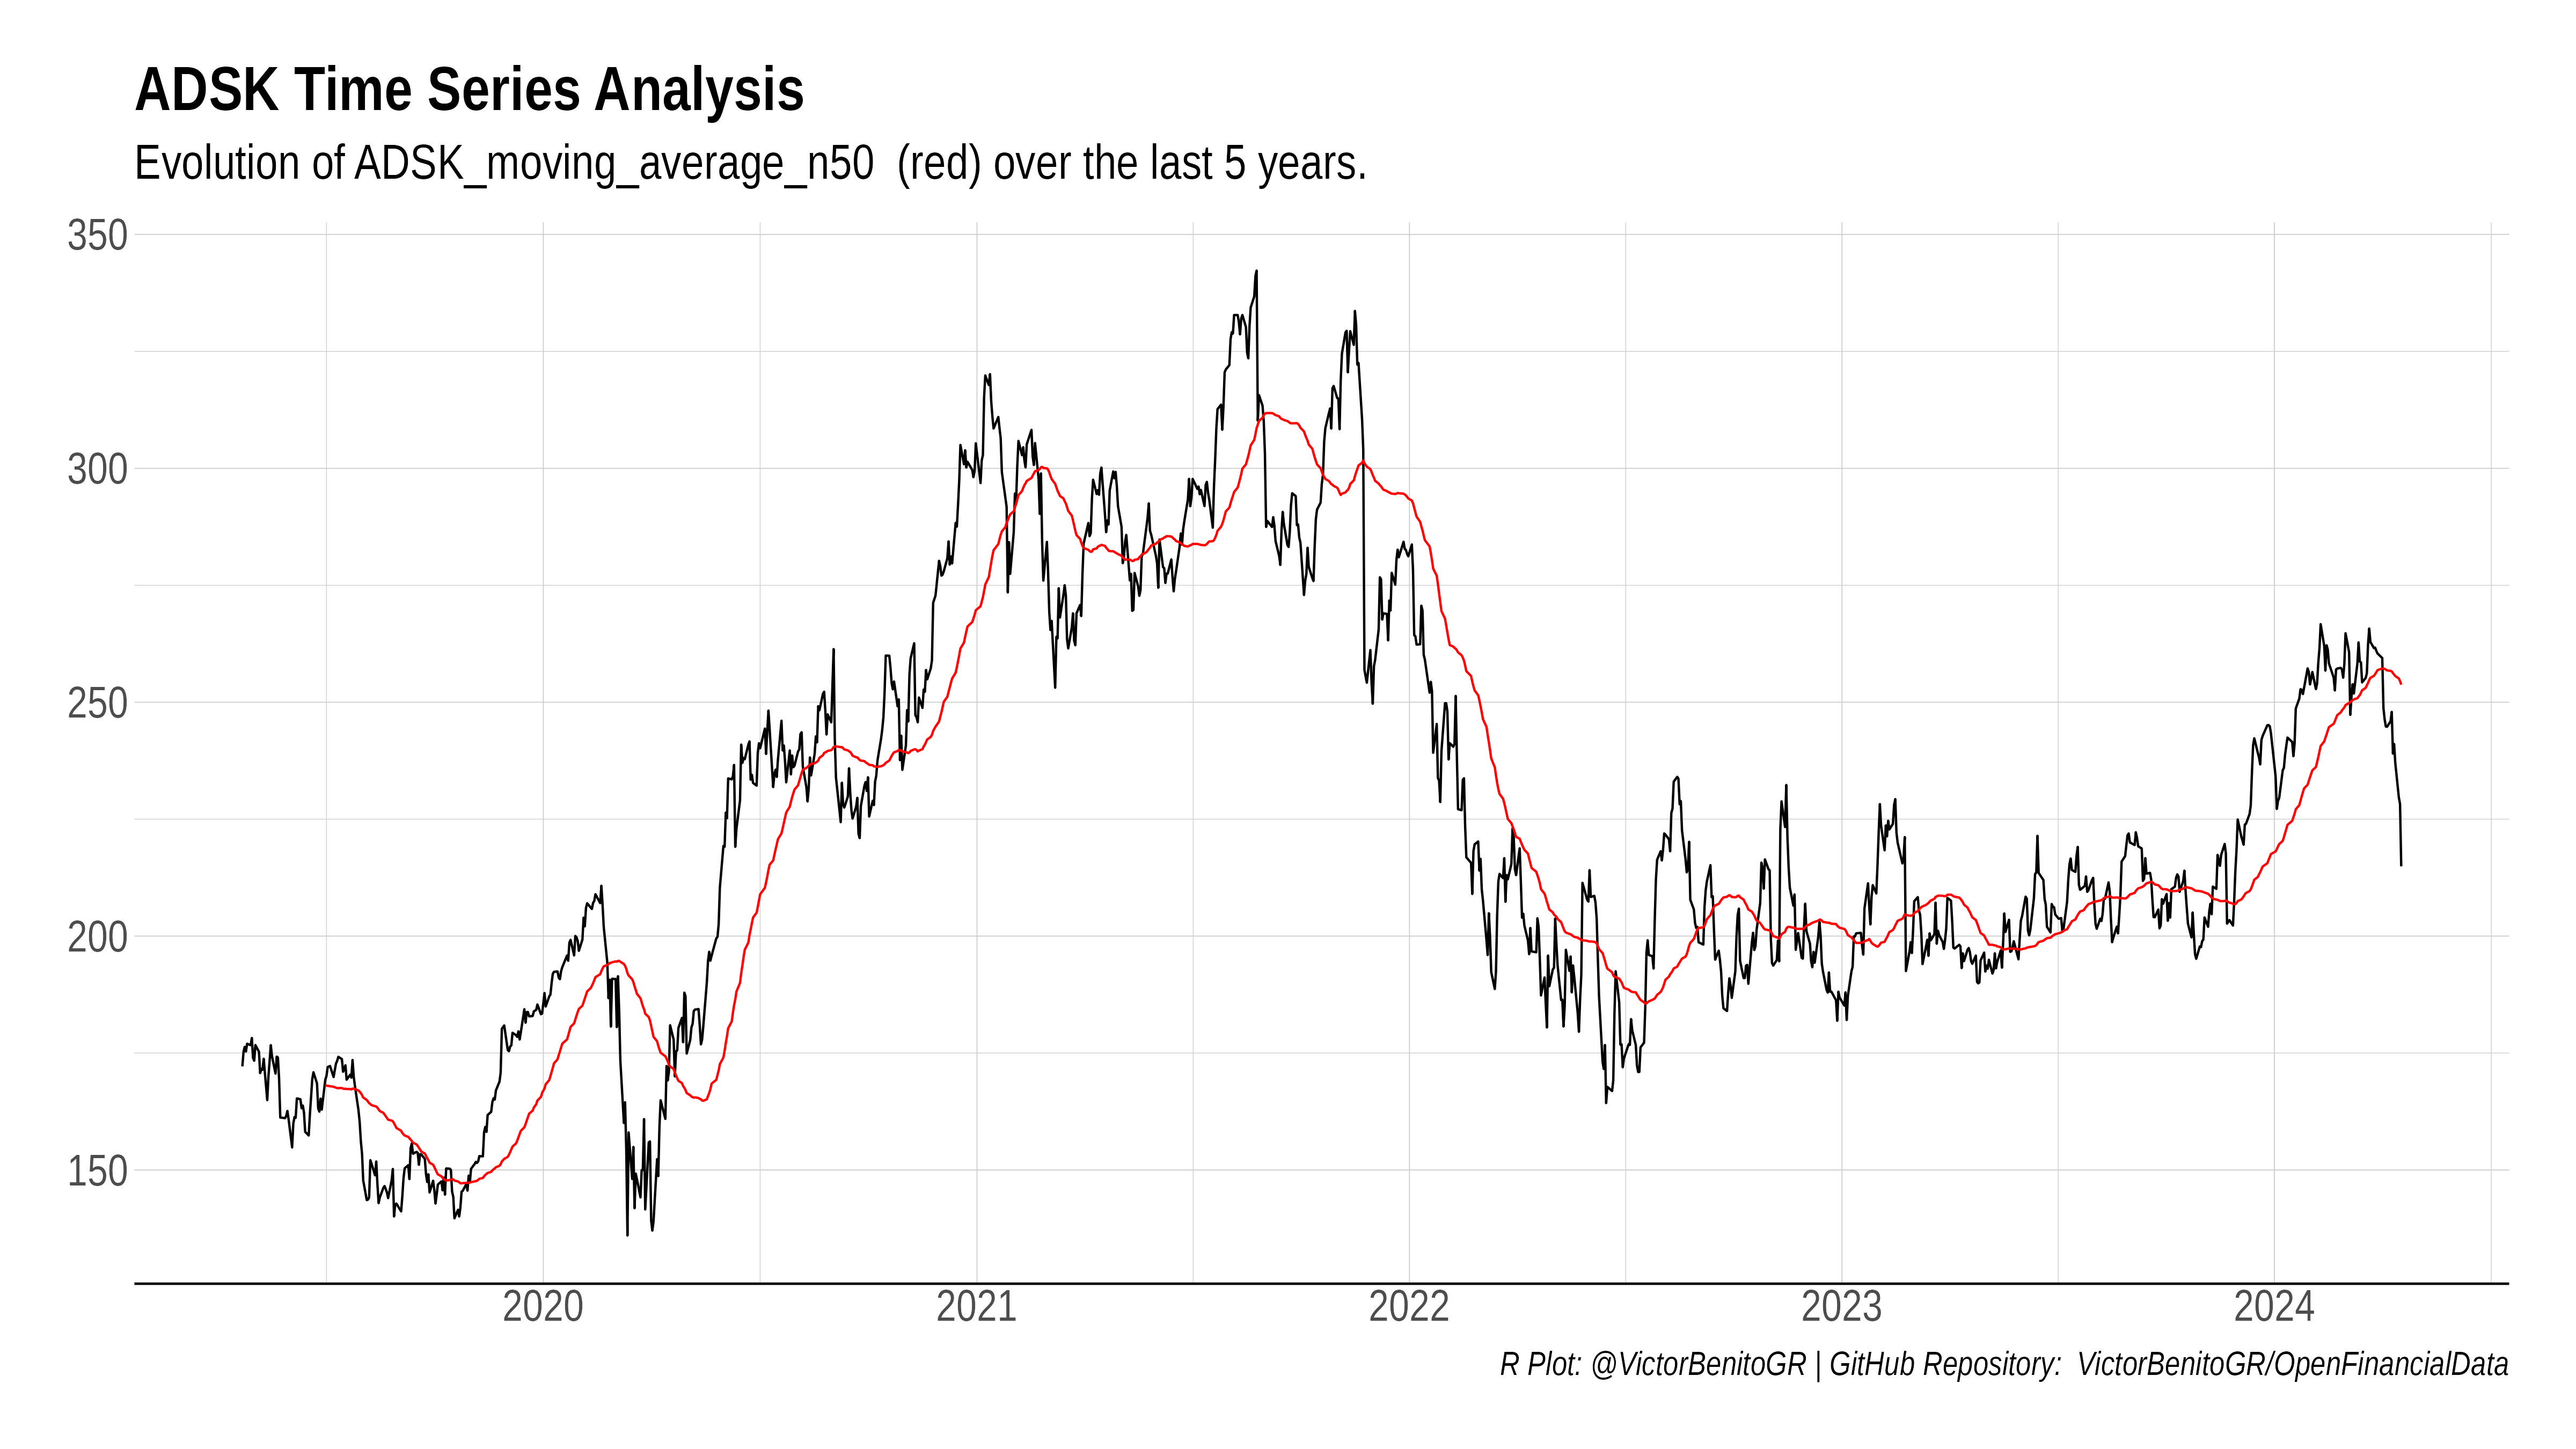 ADSK Time Series Analysis
Evolution of ADSK_moving_average_n50  (red) over the last 5 years.
350
300
250
200
150
2020 2021 2022 2023 2024
R Plot: @VictorBenitoGR | GitHub Repository:  VictorBenitoGR/OpenFinancialData